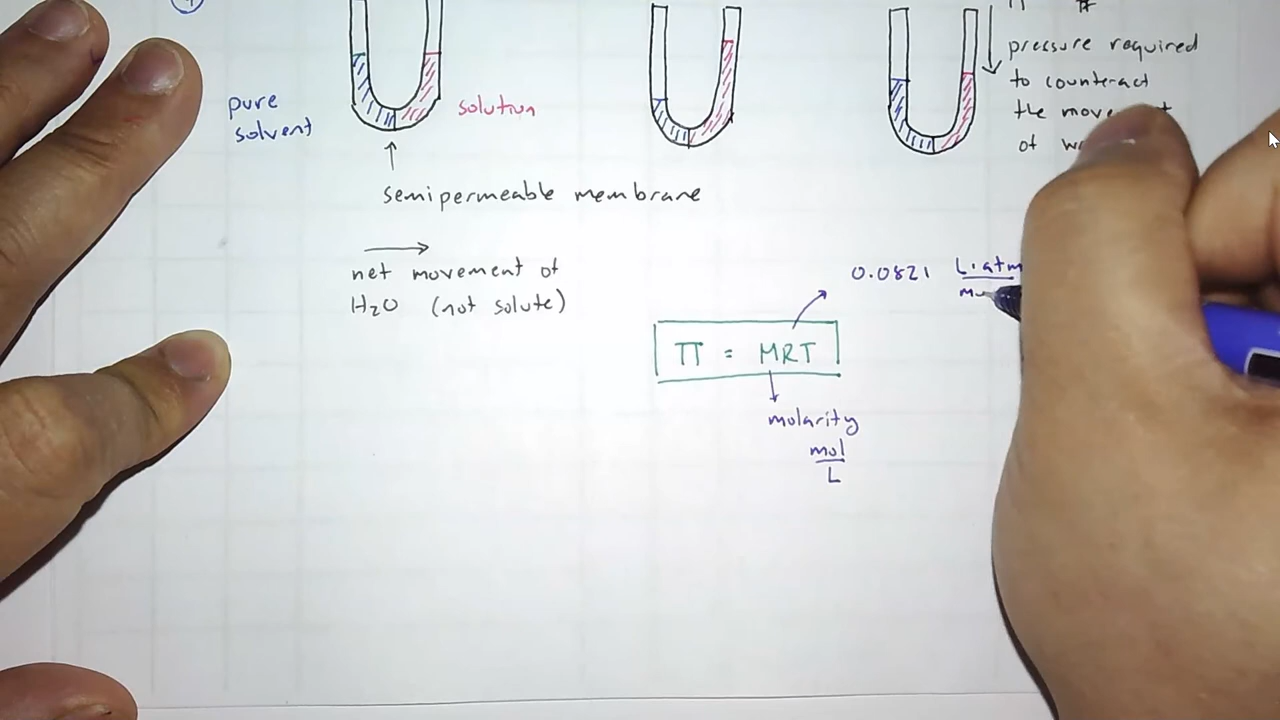 pure
solvent
solution
semipermeable membrane
pressure required
to counteract
the
of
net movement of
H₂O (not solute)
0.0821 L·atm
π = MRT
molarity
mol
L